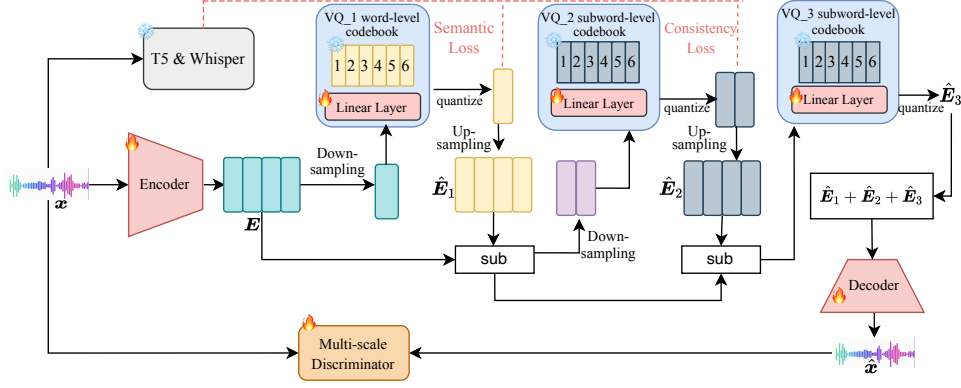 VQ_1 word-level
codebook
1 2 3 4 5 6
Linear Layer
Semantic
Loss
VQ_2 subword-level
codebook
1 2 3 4 5 6
Linear Layer
Consistency
Loss
VQ_3 subword-level
codebook
1 2 3 4 5 6
Linear Layer
T5 & Whisper
quantize
quantize
quantize
Ê₃
Up-
sampling
Up-
sampling
Down-
sampling
Encoder
x
E
Ê₁
Ê₂
Ê₁ + Ê₂ + Ê₃
sub
Down-
sampling
sub
Decoder
Multi-scale
Discriminator
x̂